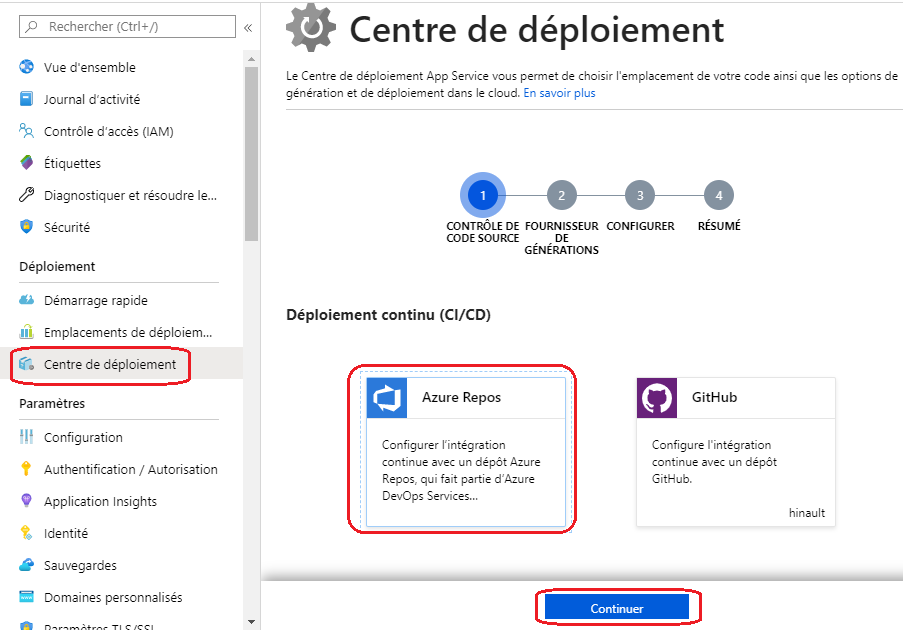 Rechercher (Ctrl+/)
«
Vue d'ensemble
Journal d’activité
Contrôle d’accès (IAM)
Étiquettes
Diagnostiquer et résoudre le...
Sécurité
Déploiement
Démarrage rapide
Emplacements de déploiem...
Centre de déploiement
Paramètres
Configuration
Authentification / Autorisation
Application Insights
Identité
Sauvegardes
Domaines personnalisés
Paramètres TLS/SSL
Centre de déploiement
Le Centre de déploiement App Service vous permet de choisir l'emplacement de votre code ainsi que les options de
génération et de déploiement dans le cloud. En savoir plus
1
2
3
4
CONTRÔLE DE
CODE SOURCE
FOURNISSEUR
DE
GÉNÉRATIONS
CONFIGURER
RÉSUMÉ
Déploiement continu (CI/CD)
Azure Repos
Configurer l’intégration
continue avec un dépôt Azure
Repos, qui fait partie d’Azure
DevOps Services...
GitHub
Configure l'intégration
continue avec un dépôt
GitHub.
hinault
Continuer